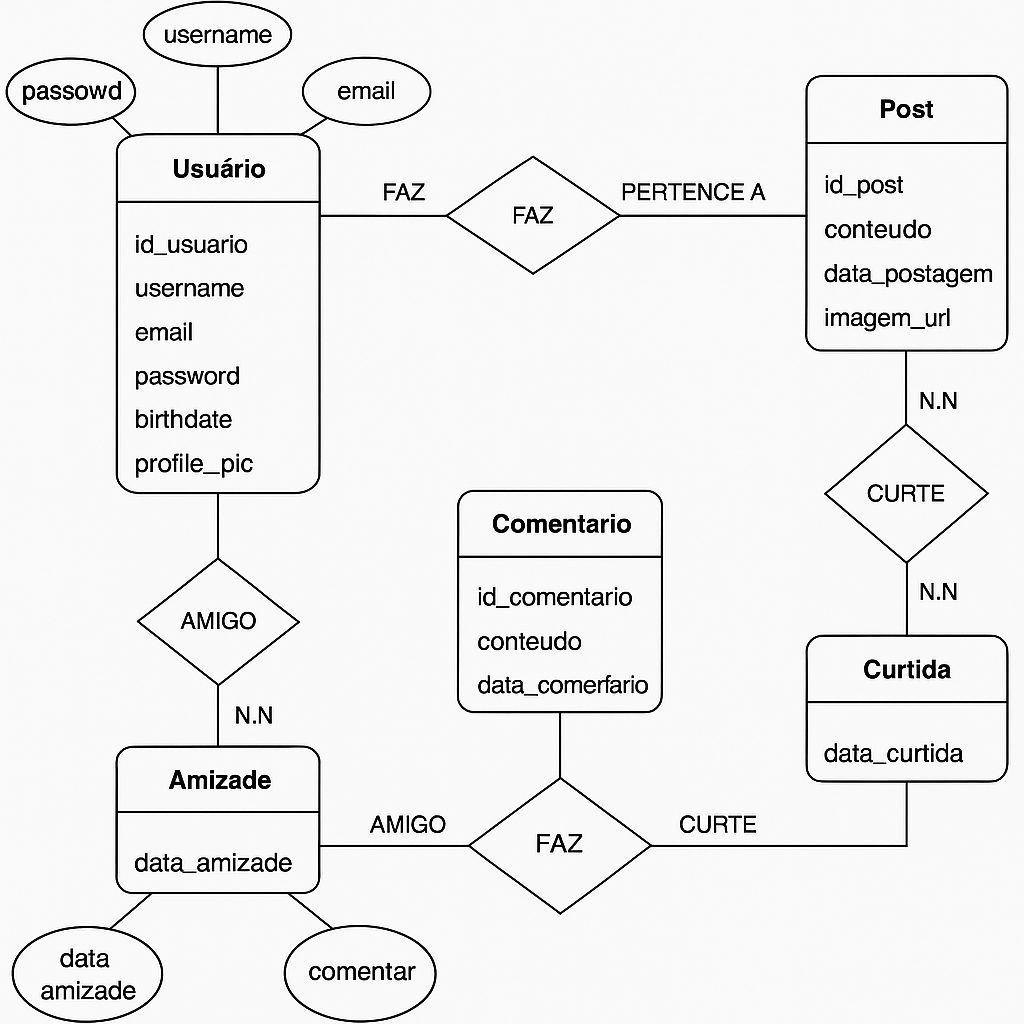 username
passowd
email
Usuário
id_usuario
username
email
password
birthdate
profile_pic
FAZ
FAZ
PERTENCE A
Post
id_post
conteudo
data_postagem
imagem_url
N.N
CURTE
N.N
Curtida
data_curtida
AMIGO
N.N
Comentario
id_comentario
conteudo
data_comerfario
Amizade
data_amizade
AMIGO
FAZ
CURTE
data
amizade
comentar